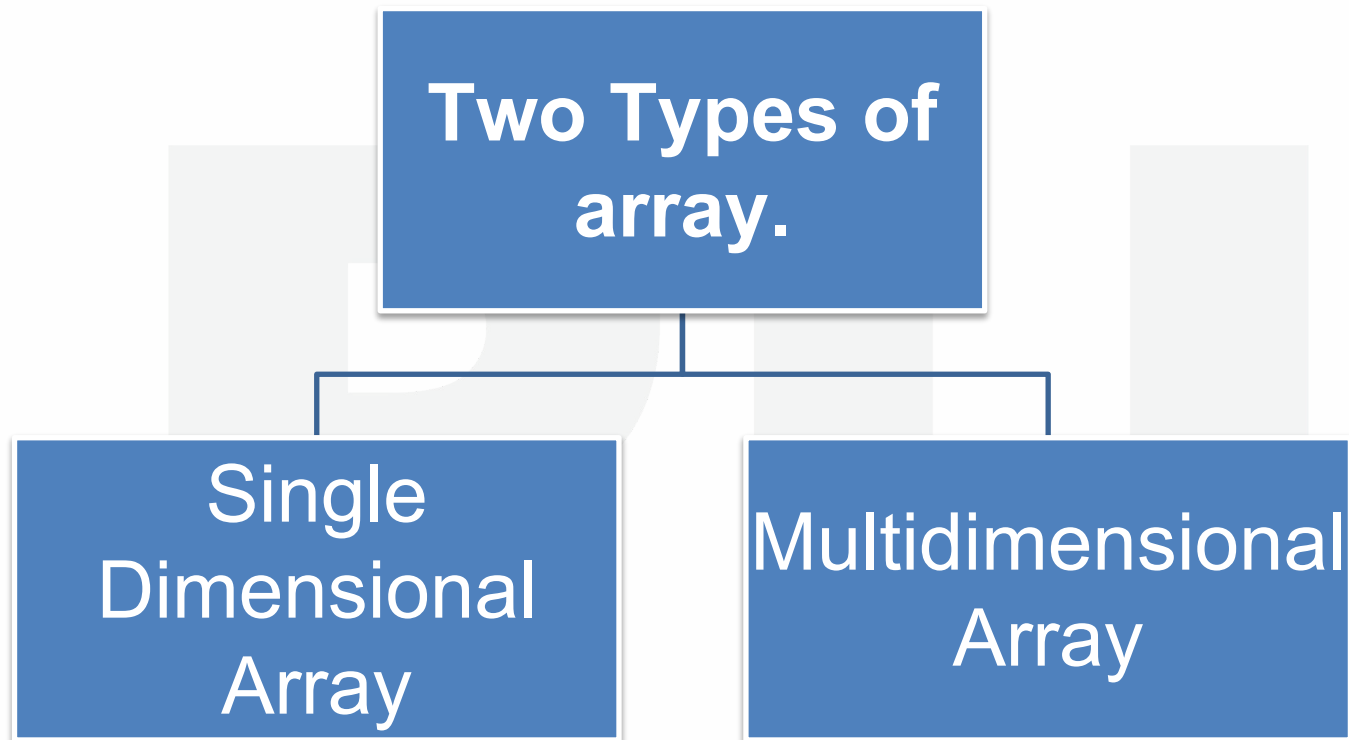 Two Types of
array.
Single
Dimensional
Array
Multidimensional
Array